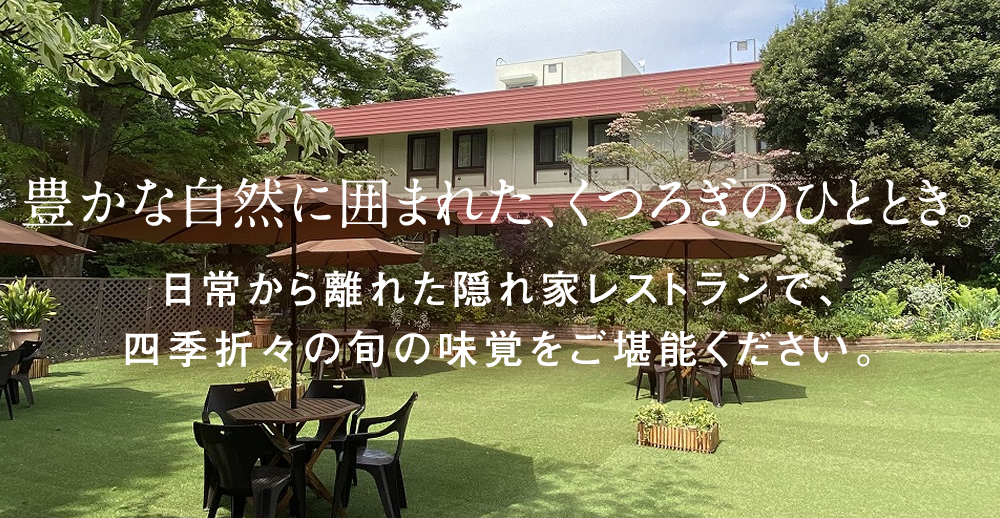 豊かな自然に囲まれた、くつろぎのひととき。
日常から離れた隠れ家レストランで、
四季折々の旬の味覚をご堪能ください。